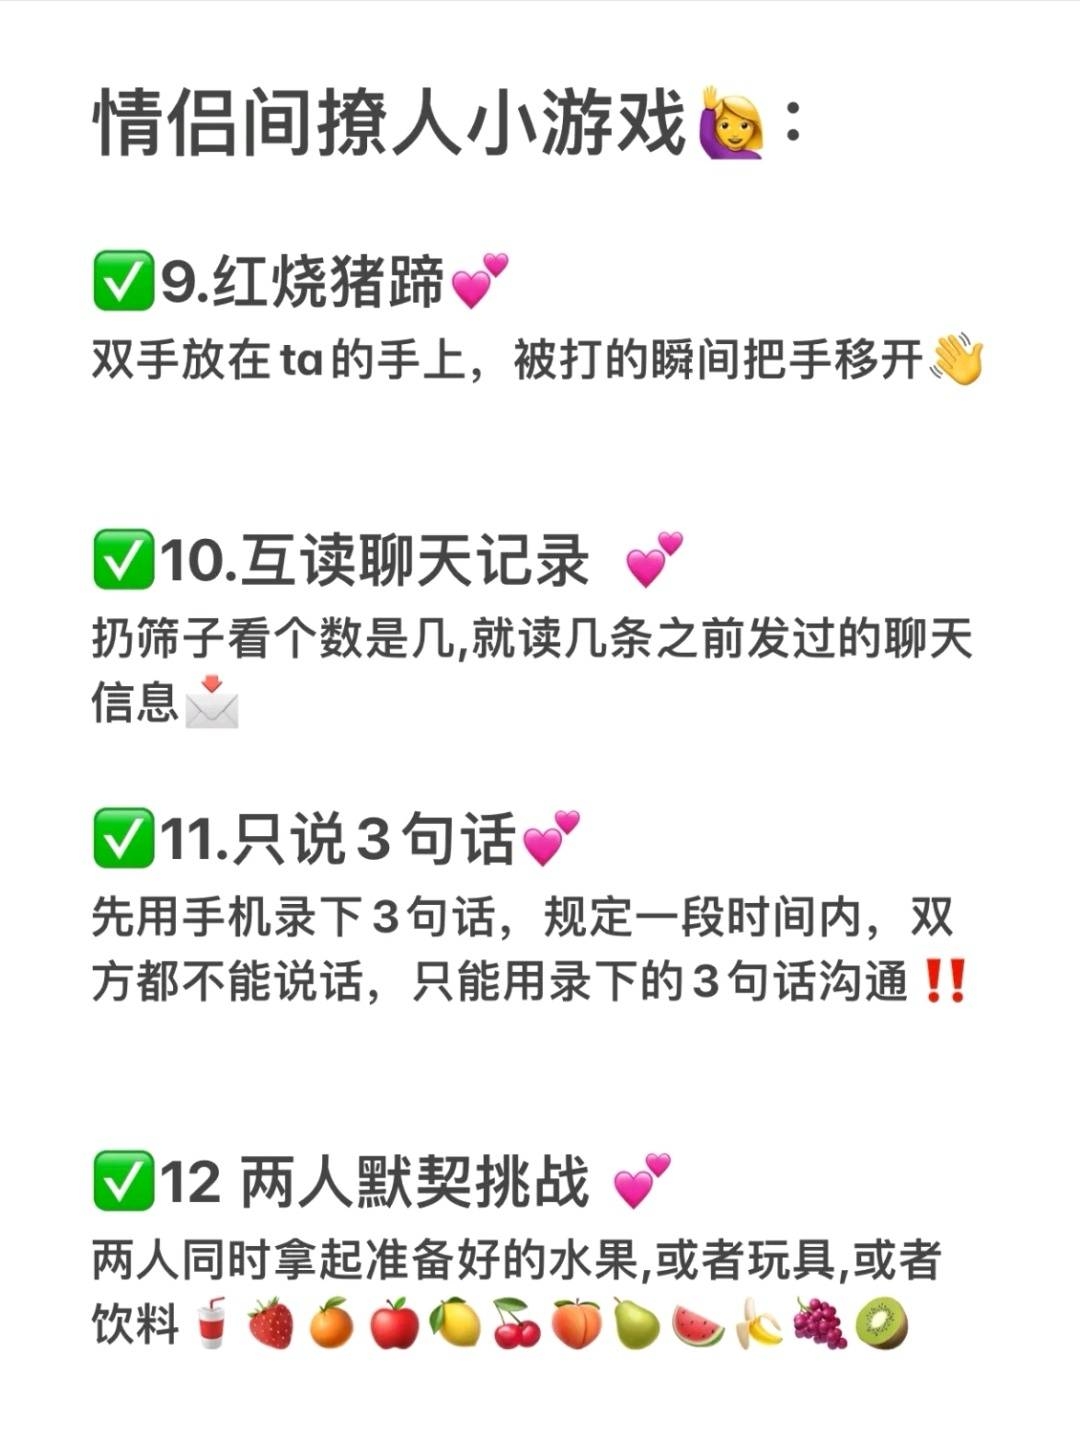 情侣间撩人小游戏🙋‍♀️：
✅9.红烧猪蹄💕
双手放在ta的手上，被打的瞬间把手移开👋
✅10.互读聊天记录 💕
扔筛子看个数是几,就读几条之前发过的聊天
信息📩
✅11.只说3句话💕
先用手机录下3句话，规定一段时间内，双
方都不能说话，只能用录下的3句话沟通‼️
✅12 两人默契挑战 💕
两人同时拿起准备好的水果,或者玩具,或者
饮料🥤🍓🍊🍎🍋🍒🍑🍐🍉🍌🍇🥝